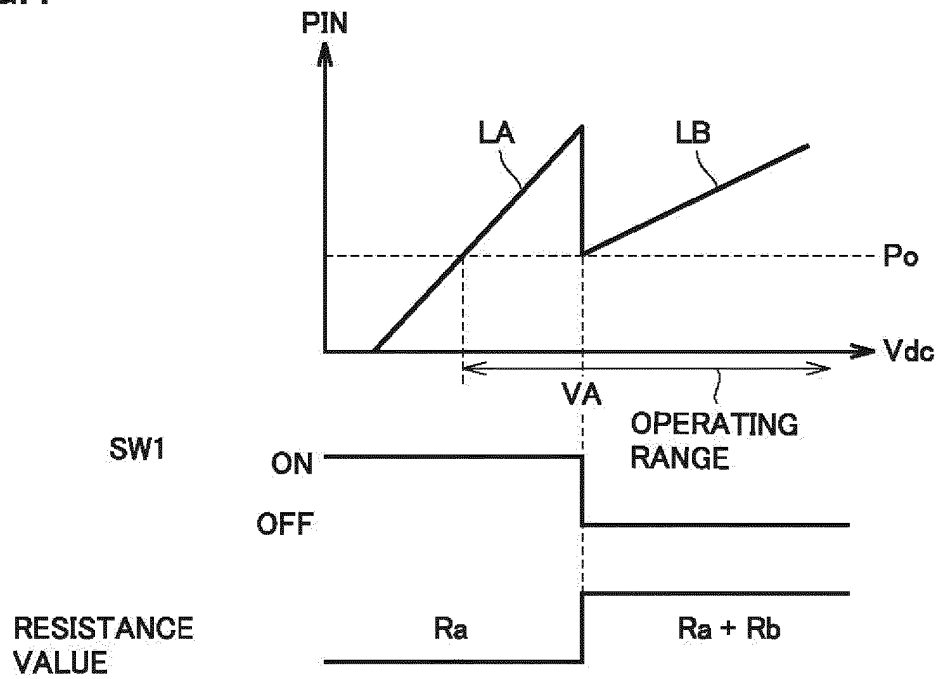 PIN
LA
LB
Po
Vdc
VA
OPERATING
RANGE
SW1
ON
OFF
RESISTANCE
VALUE
Ra
Ra + Rb